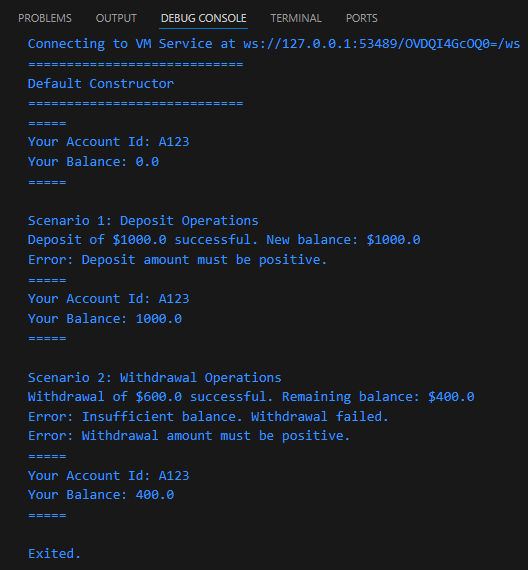 PROBLEMS OUTPUT DEBUG CONSOLE TERMINAL PORTS
Connecting to VM Service at ws://127.0.0.1:53489/OVDQI4GcOQ0=/ws
============================
Default Constructor
============================
=====
Your Account Id: A123
Your Balance: 0.0
=====
Scenario 1: Deposit Operations
Deposit of $1000.0 successful. New balance: $1000.0
Error: Deposit amount must be positive.
=====
Your Account Id: A123
Your Balance: 1000.0
=====
Scenario 2: Withdrawal Operations
Withdrawal of $600.0 successful. Remaining balance: $400.0
Error: Insufficient balance. Withdrawal failed.
Error: Withdrawal amount must be positive.
=====
Your Account Id: A123
Your Balance: 400.0
=====
Exited.